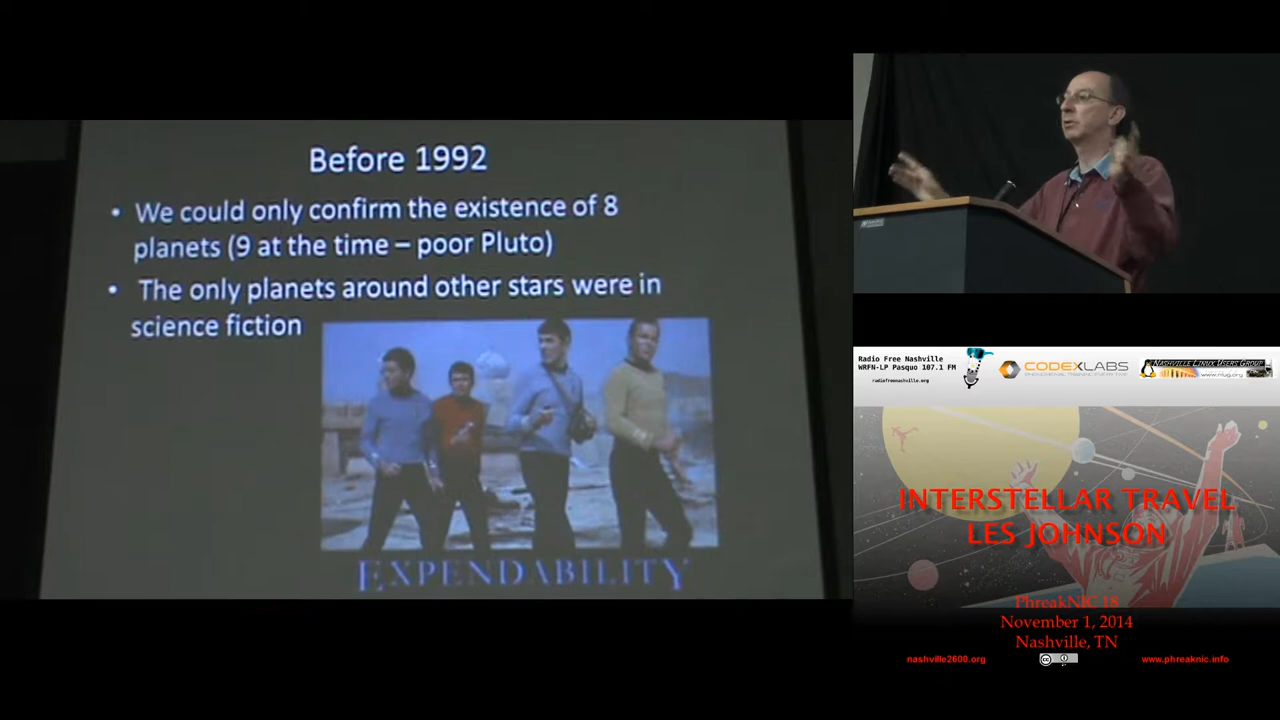 Before 1992
• We could only confirm the existence of 8
planets (9 at the time – poor Pluto)
• The only planets around other stars were in
science fiction
EXPENDABILITY
Radio Free Nashville
WRFN-LP Pasquo 107.1 FM
radiofreenashville.org
CODEXLABS
NASHVILLE LINUX USERS GROUP
www.nlug.org
INTERSTELLAR TRAVEL
LES JOHNSON
PhreakNIC 18
November 1, 2014
Nashville, TN
nashville2600.org
www.phreaknic.info